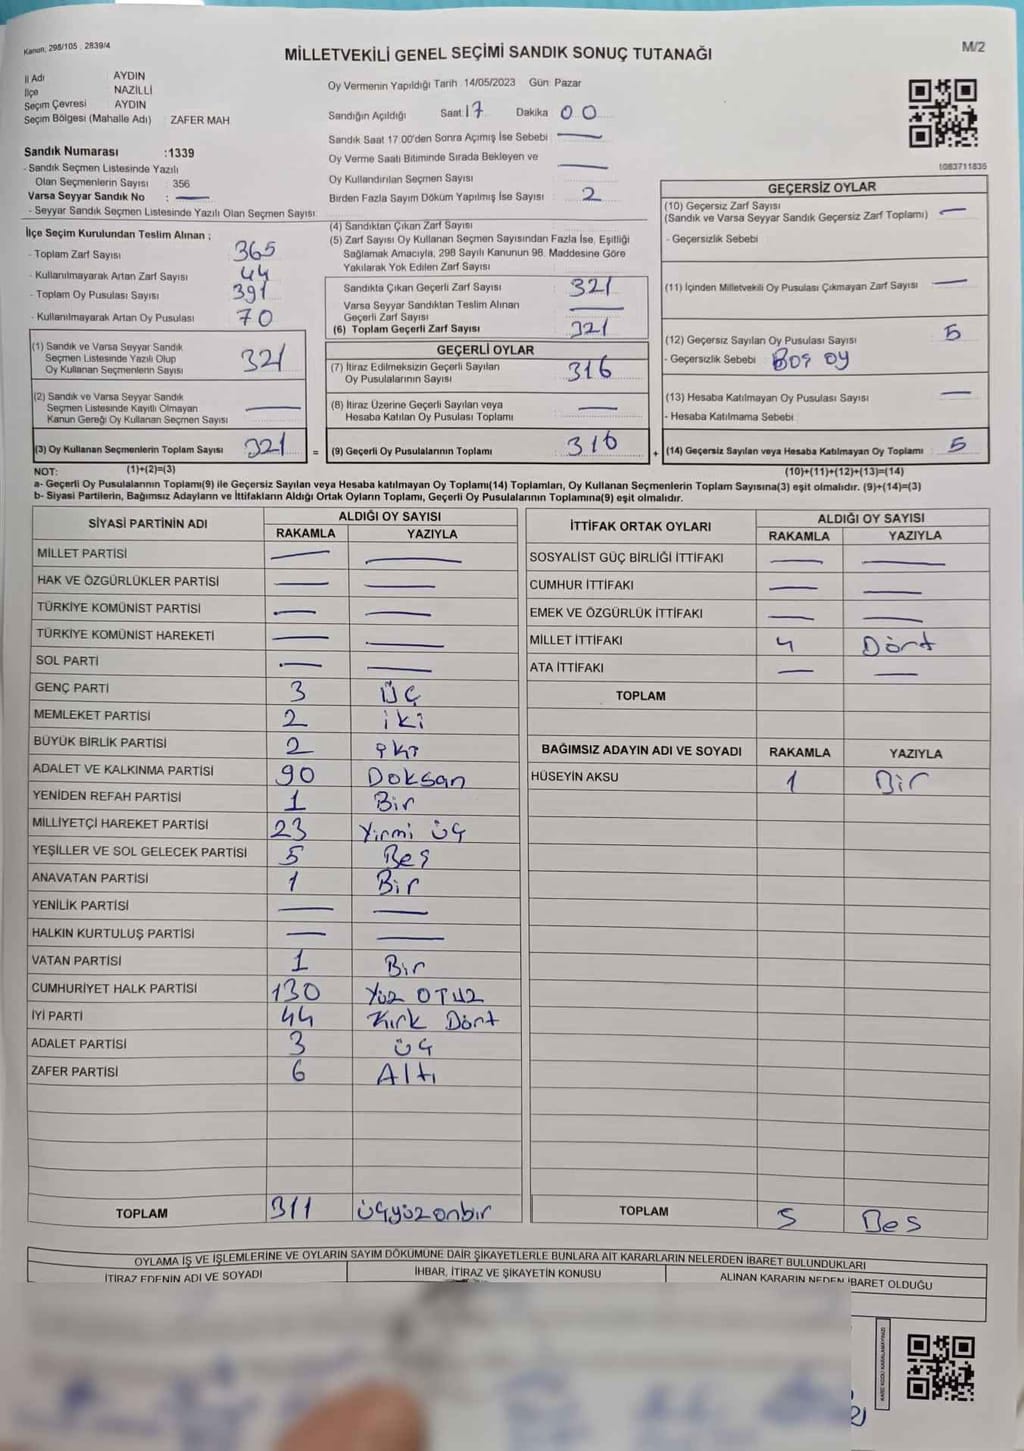 Kanun, 298/105 , 2839/4
MİLLETVEKİLİ GENEL SEÇİMİ SANDIK SONUÇ TUTANAĞI
M/2
İl Adı AYDIN
İlçe NAZİLLİ
Seçim Çevresi AYDIN
Seçim Bölgesi (Mahalle Adı) ZAFER MAH
Sandık Numarası :1339
- Sandık Seçmen Listesinde Yazılı
Olan Seçmenlerin Sayısı : 356
Varsa Seyyar Sandık No : —
- Seyyar Sandık Seçmen Listesinde Yazılı Olan Seçmen Sayısı:
İlçe Seçim Kurulundan Teslim Alınan ;
- Toplam Zarf Sayısı 365
- Kullanılmayarak Artan Zarf Sayısı 44
- Toplam Oy Pusulası Sayısı 391
- Kullanılmayarak Artan Oy Pusulası 70
(1) Sandık ve Varsa Seyyar Sandık
Seçmen Listesinde Yazılı Olup
Oy Kullanan Seçmenlerin Sayısı 321
(2) Sandık ve Varsa Seyyar Sandık
Seçmen Listesinde Kayıtlı Olmayan
Kanun Gereği Oy Kullanan Seçmen Sayısı —
(3) Oy Kullanan Seçmenlerin Toplam Sayısı 321 =
Oy Vermenin Yapıldığı Tarih : 14/05/2023 Gün : Pazar
Sandığın Açıldığı Saat 17 Dakika 00
Sandık Saat 17.00'den Sonra Açımış İse Sebebi —
Oy Verme Saati Bitiminde Sırada Bekleyen ve
Oy Kullandırılan Seçmen Sayısı —
Birden Fazla Sayım Döküm Yapılmış İse Sayısı 2
(4) Sandıktan Çıkan Zarf Sayısı
(5) Zarf Sayısı Oy Kullanan Seçmen Sayısından Fazla İse, Eşitliği
Sağlamak Amacıyla, 298 Sayılı Kanunun 98. Maddesine Göre
Yakılarak Yok Edilen Zarf Sayısı
Sandıkta Çıkan Geçerli Zarf Sayısı 321
Varsa Seyyar Sandıktan Teslim Alınan
Geçerli Zarf Sayısı —
(6) Toplam Geçerli Zarf Sayısı 321
GEÇERLİ OYLAR
(7) İtiraz Edilmeksizin Geçerli Sayılan
Oy Pusulalarının Sayısı 316
(8) İtiraz Üzerine Geçerli Sayılan veya
Hesaba Katılan Oy Pusulası Toplamı —
(9) Geçerli Oy Pusulalarının Toplamı 316 +
1083711835
GEÇERSİZ OYLAR
(10) Geçersiz Zarf Sayısı —
(Sandık ve Varsa Seyyar Sandık Geçersiz Zarf Toplamı)
- Geçersizlik Sebebi
(11) İçinden Milletvekili Oy Pusulası Çıkmayan Zarf Sayısı —
(12) Geçersiz Sayılan Oy Pusulası Sayısı 5
- Geçersizlik Sebebi Boş oy
(13) Hesaba Katılmayan Oy Pusulası Sayısı —
- Hesaba Katılmama Sebebi
(14) Geçersiz Sayılan veya Hesaba Katılmayan Oy Toplamı 5
NOT: (1)+(2)=(3) (10)+(11)+(12)+(13)=(14)
a- Geçerli Oy Pusulalarının Toplamı(9) ile Geçersiz Sayılan veya Hesaba katılmayan Oy Toplamı(14) Toplamları, Oy Kullanan Seçmenlerin Toplam Sayısına(3) eşit olmalıdır. (9)+(14)=(3)
b- Siyasi Partilerin, Bağımsız Adayların ve İttifakların Aldığı Ortak Oyların Toplamı, Geçerli Oy Pusulalarının Toplamına(9) eşit olmalıdır.
SİYASİ PARTİNİN ADI ALDIĞI OY SAYISI
RAKAMLA YAZIYLA
MİLLET PARTİSİ — —
HAK VE ÖZGÜRLÜKLER PARTİSİ — —
TÜRKİYE KOMÜNİST PARTİSİ — —
TÜRKİYE KOMÜNİST HAREKETİ — —
SOL PARTİ — —
GENÇ PARTİ 3 Üç
MEMLEKET PARTİSİ 2 iki
BÜYÜK BİRLİK PARTİSİ 2 iki
ADALET VE KALKINMA PARTİSİ 90 Doksan
YENİDEN REFAH PARTİSİ 1 Bir
MİLLİYETÇİ HAREKET PARTİSİ 23 Yirmi üç
YEŞİLLER VE SOL GELECEK PARTİSİ 5 Beş
ANAVATAN PARTİSİ 1 Bir
YENİLİK PARTİSİ — —
HALKIN KURTULUŞ PARTİSİ — —
VATAN PARTİSİ 1 Bir
CUMHURİYET HALK PARTİSİ 130 Yüz OTUZ
İYİ PARTİ 44 Kırk Dört
ADALET PARTİSİ 3 üç
ZAFER PARTİSİ 6 Altı
TOPLAM 311 üçyüzonbir
İTTİFAK ORTAK OYLARI ALDIĞI OY SAYISI
RAKAMLA YAZIYLA
SOSYALİST GÜÇ BİRLİĞİ İTTİFAKI — —
CUMHUR İTTİFAKI — —
EMEK VE ÖZGÜRLÜK İTTİFAKI — —
MİLLET İTTİFAKI 4 Dört
ATA İTTİFAKI — —
TOPLAM
BAĞIMSIZ ADAYIN ADI VE SOYADI RAKAMLA YAZIYLA
HÜSEYİN AKSU 1 Bir
TOPLAM 5 Bes
OYLAMA İŞ VE İŞLEMLERİNE VE OYLARIN SAYIM DÖKÜMÜNE DAİR ŞİKAYETLERLE BUNLARA AİT KARARLARIN NELERDEN İBARET BULUNDUKLARI
İTİRAZ EDENİN ADI VE SOYADI İHBAR, İTİRAZ VE ŞİKAYETİN KONUSU ALINAN KARARIN NEDEN İBARET OLDUĞU